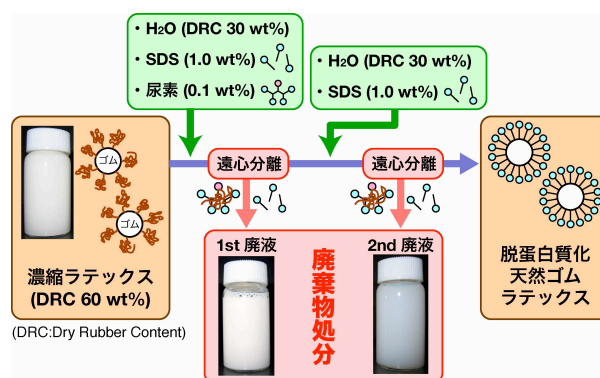 ・H2O (DRC 30 wt%)
・SDS (1.0 wt%)
・尿素 (0.1 wt%)
・H2O (DRC 30 wt%)
・SDS (1.0 wt%)
ゴム
ゴム
遠心分離
遠心分離
濃縮ラテックス
(DRC 60 wt%)
(DRC:Dry Rubber Content)
1st 廃液
2nd 廃液
廃棄物処分
脱蛋白質化
天然ゴム
ラテックス